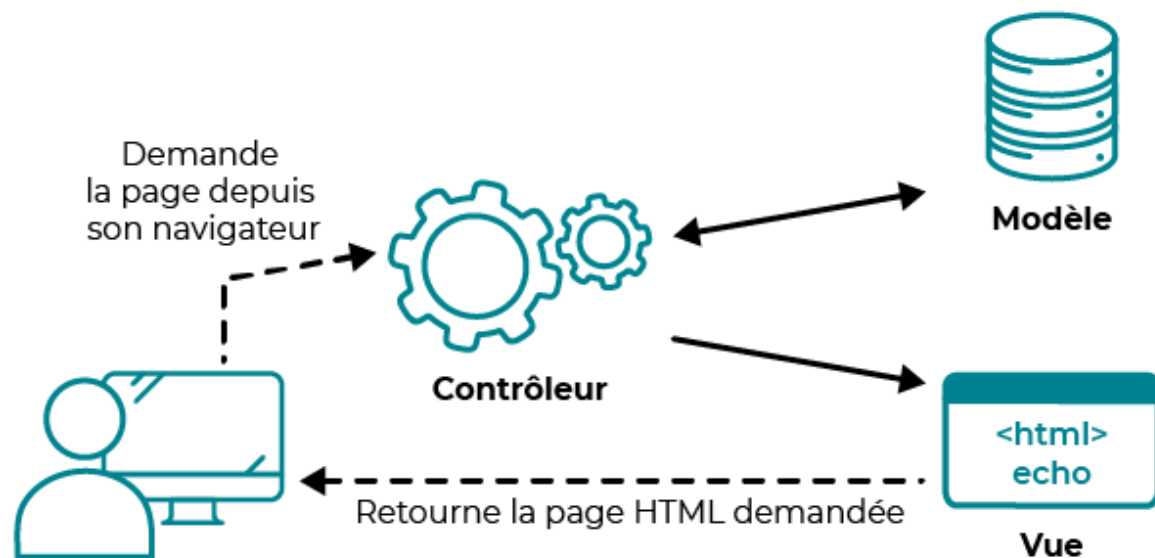 Demande
la page depuis
son navigateur
Modèle
Contrôleur
<html>
echo
Retourne la page HTML demandée
Vue